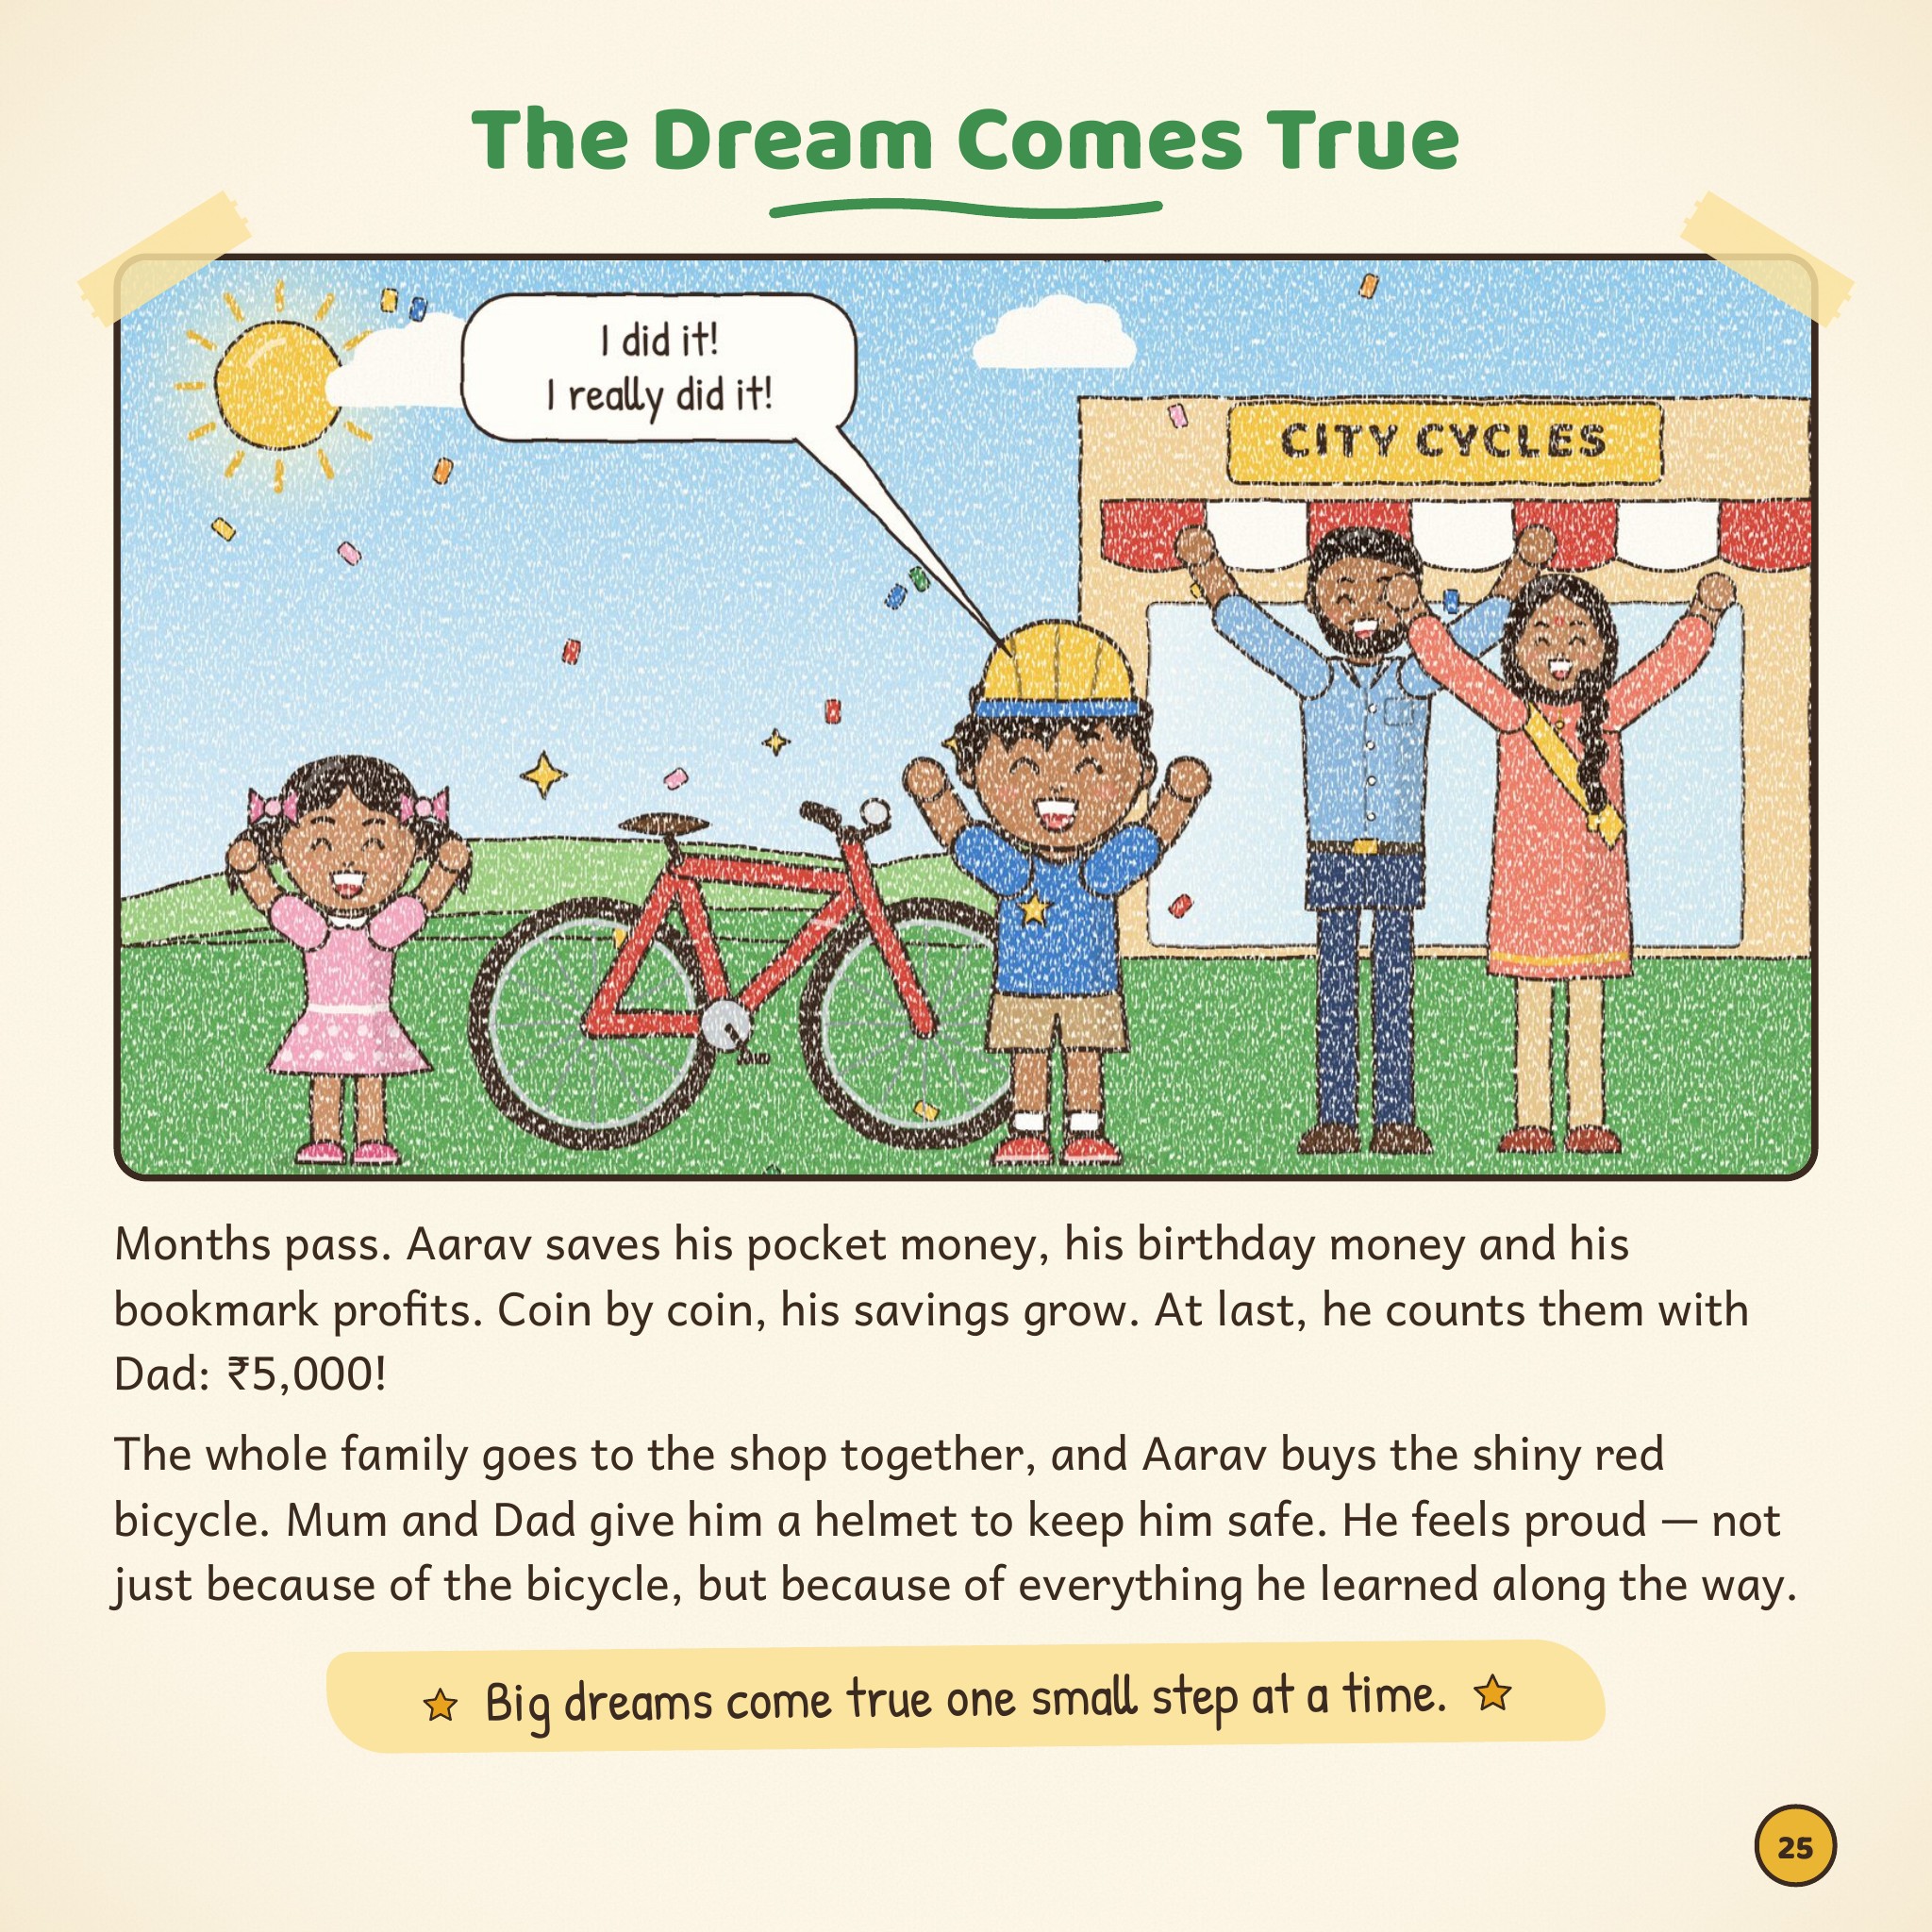 The Dream Comes True
I did it!
I really did it!
CITY CYCLES
Months pass. Aarav saves his pocket money, his birthday money and his
bookmark profits. Coin by coin, his savings grow. At last, he counts them with
Dad: ₹5,000!
The whole family goes to the shop together, and Aarav buys the shiny red
bicycle. Mum and Dad give him a helmet to keep him safe. He feels proud — not
just because of the bicycle, but because of everything he learned along the way.
Big dreams come true one small step at a time.
25